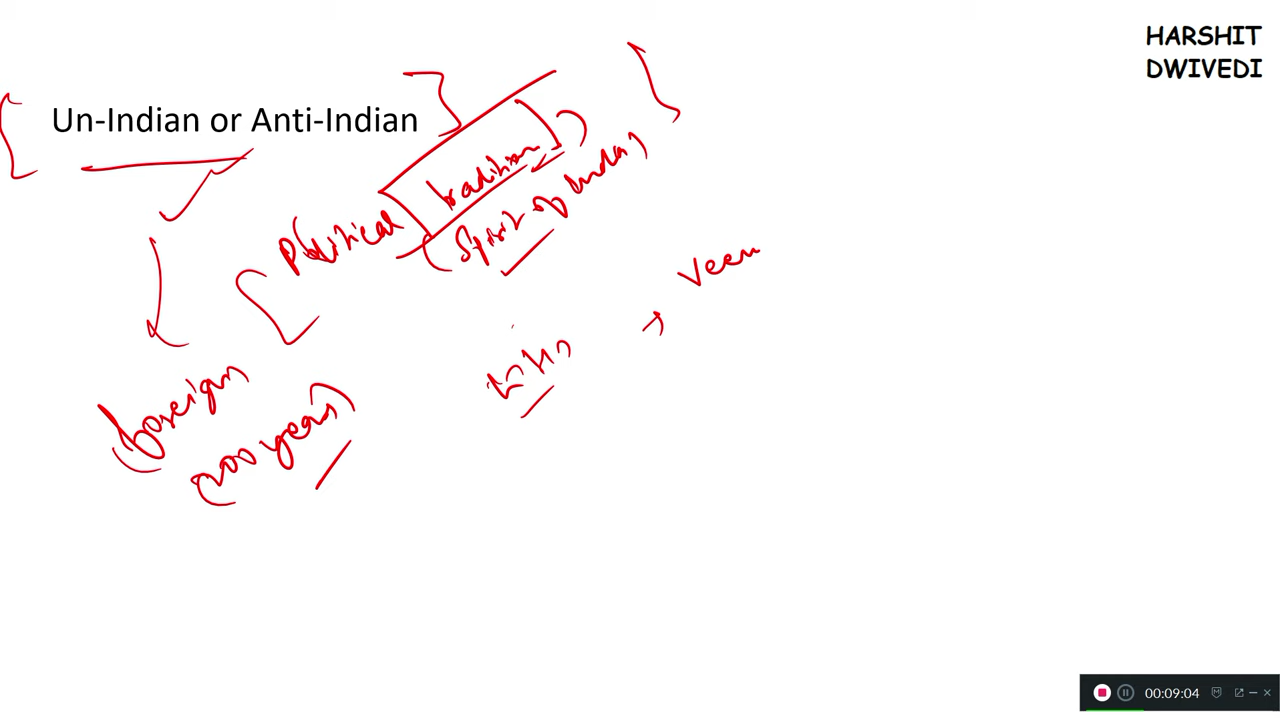 HARSHIT
DWIVEDI
Un-Indian or Anti-Indian
Political tradition
(Spirit of India)
Veen
(foreign
200 years)
00:09:04